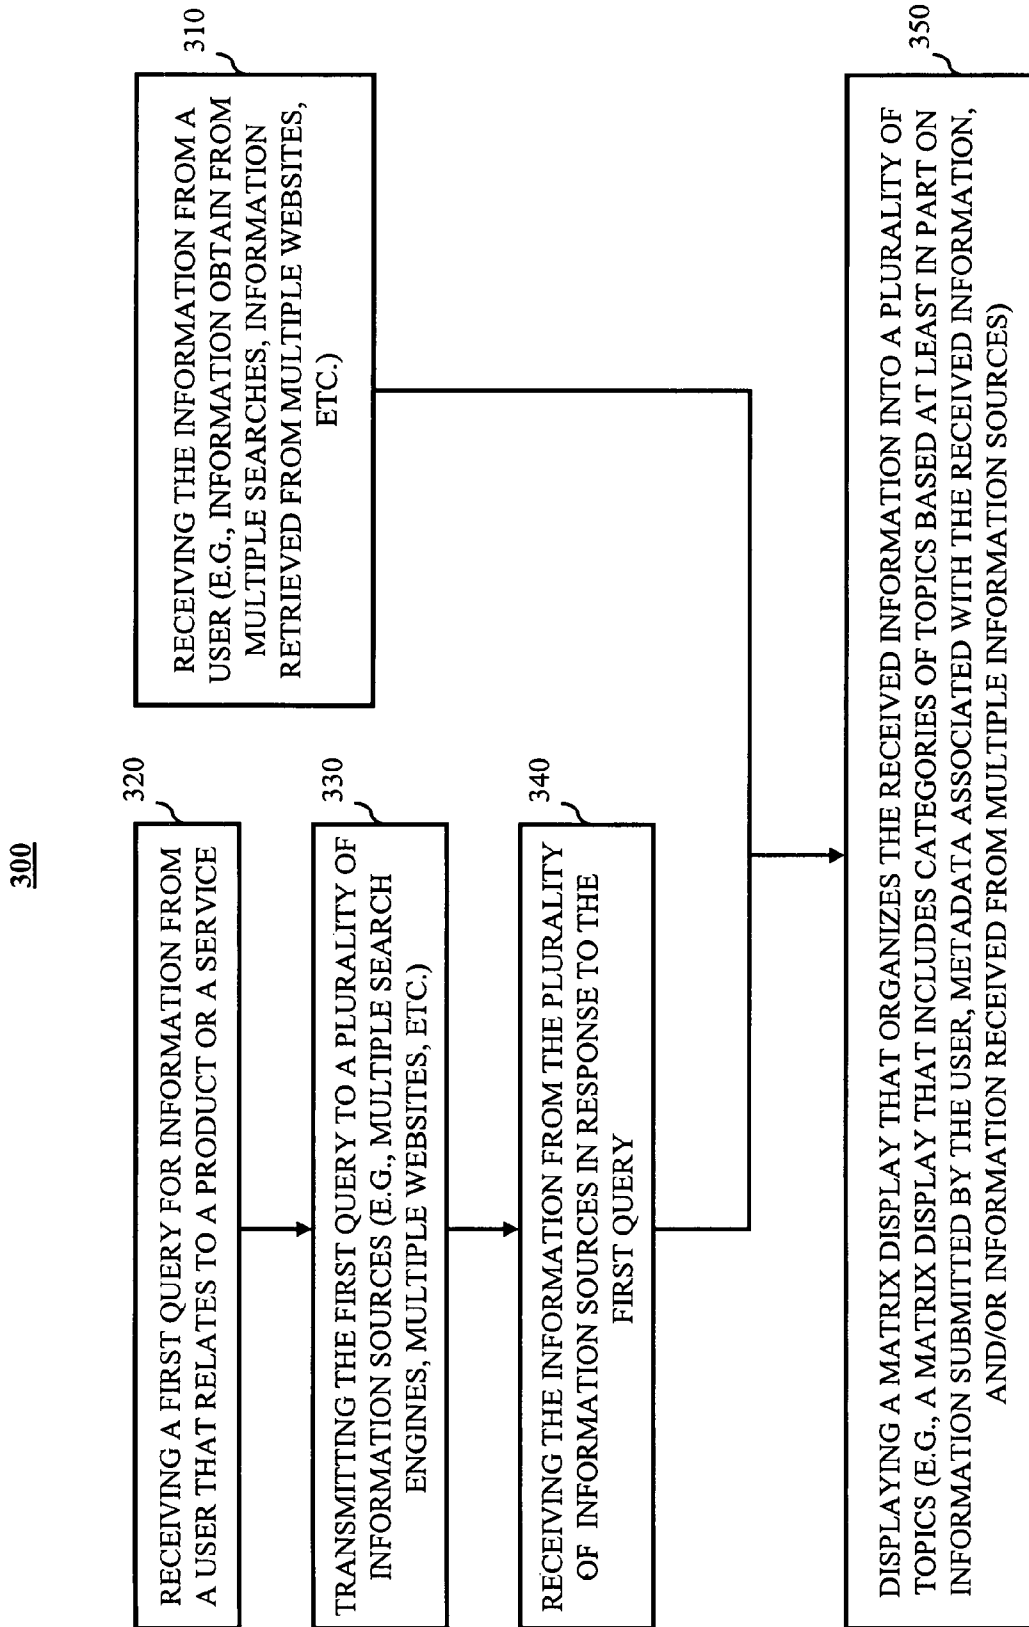 300
320
RECEIVING A FIRST QUERY FOR INFORMATION FROM
A USER THAT RELATES TO A PRODUCT OR A SERVICE
330
TRANSMITTING THE FIRST QUERY TO A PLURALITY OF
INFORMATION SOURCES (E.G., MULTIPLE SEARCH
ENGINES, MULTIPLE WEBSITES, ETC.)
340
RECEIVING THE INFORMATION FROM THE PLURALITY
OF INFORMATION SOURCES IN RESPONSE TO THE
FIRST QUERY
310
RECEIVING THE INFORMATION FROM A
USER (E.G., INFORMATION OBTAIN FROM
MULTIPLE SEARCHES, INFORMATION
RETRIEVED FROM MULTIPLE WEBSITES,
ETC.)
350
DISPLAYING A MATRIX DISPLAY THAT ORGANIZES THE RECEIVED INFORMATION INTO A PLURALITY OF
TOPICS (E.G., A MATRIX DISPLAY THAT INCLUDES CATEGORIES OF TOPICS BASED AT LEAST IN PART ON
INFORMATION SUBMITTED BY THE USER, METADATA ASSOCIATED WITH THE RECEIVED INFORMATION,
AND/OR INFORMATION RECEIVED FROM MULTIPLE INFORMATION SOURCES)